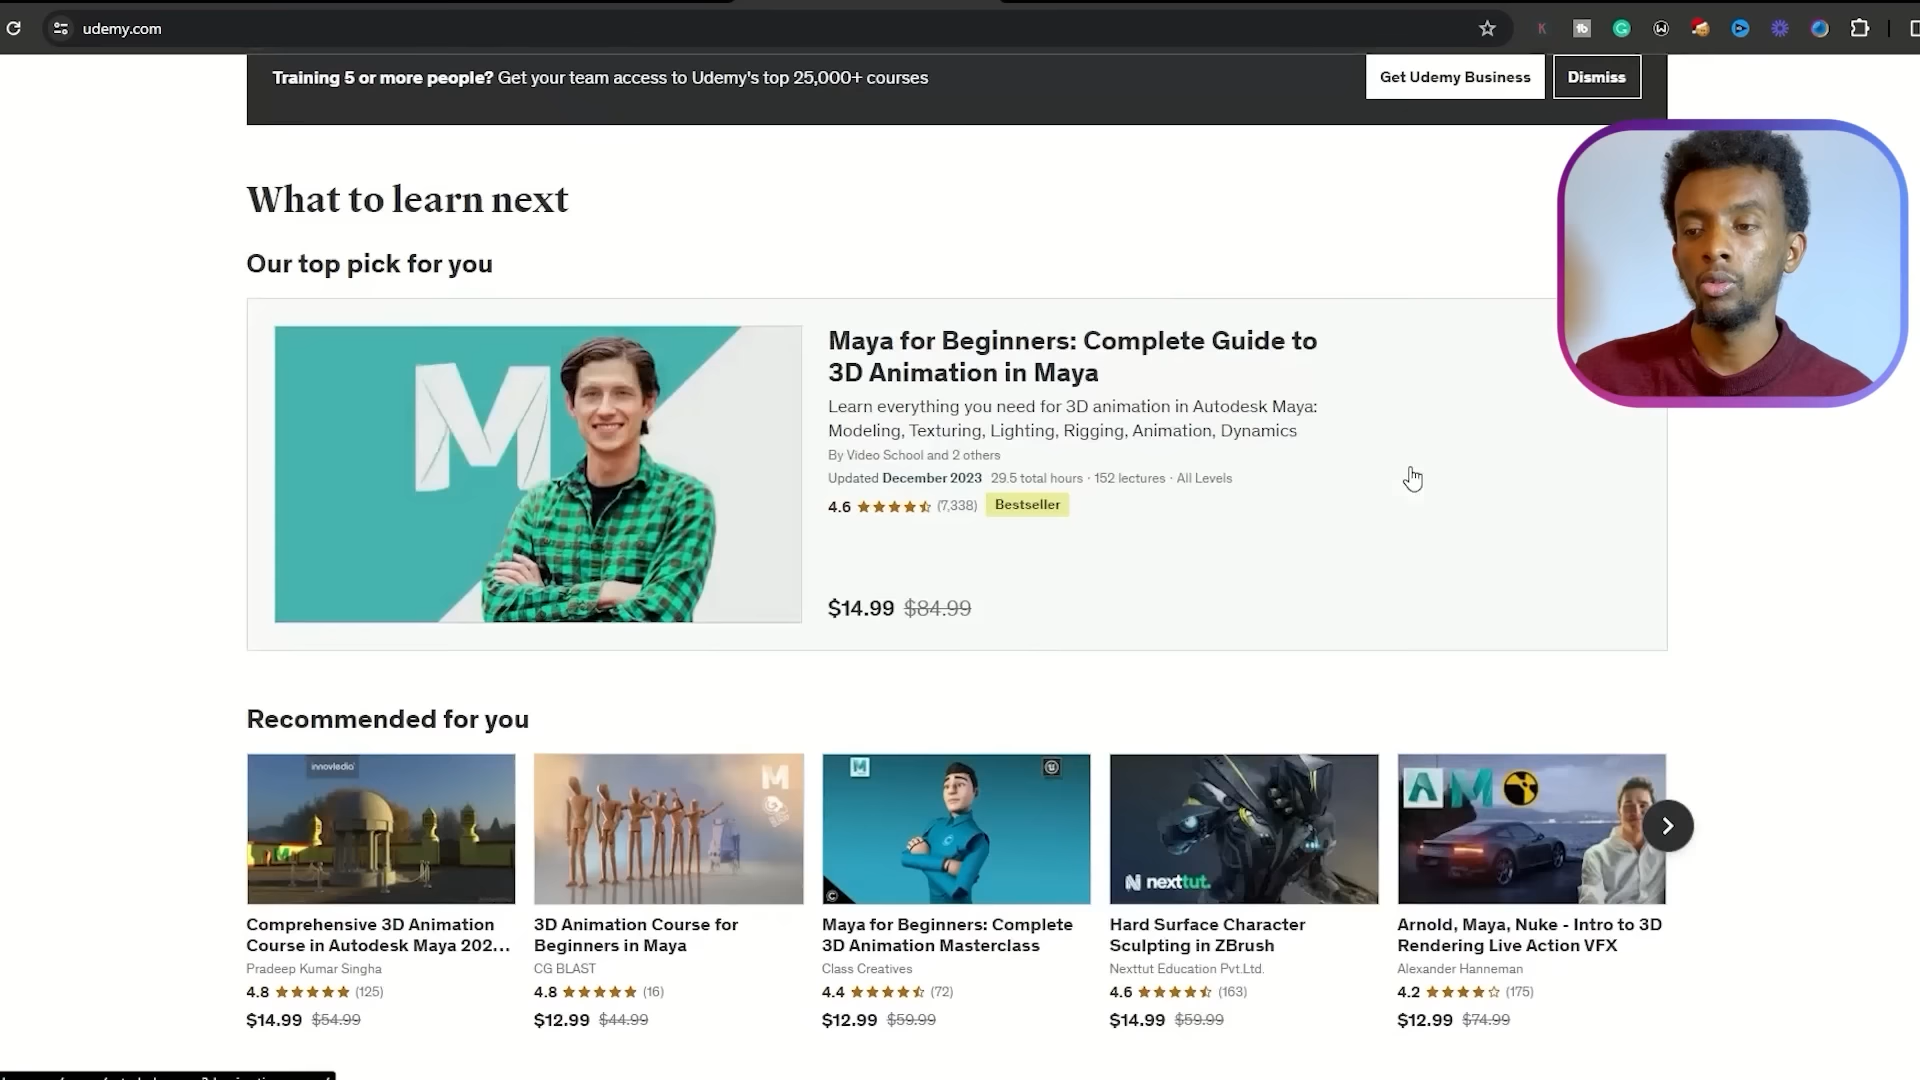 udemy.com
Training 5 or more people? Get your team access to Udemy's top 25,000+ courses
Get Udemy Business
Dismiss
What to learn next
Our top pick for you
M
Maya for Beginners: Complete Guide to
3D Animation in Maya
Learn everything you need for 3D animation in Autodesk Maya:
Modeling, Texturing, Lighting, Rigging, Animation, Dynamics
By Video School and 2 others
Updated December 2023 29.5 total hours · 152 lectures · All Levels
4.6 (7,338) Bestseller
$14.99 $84.99
Recommended for you
innovledia
M
M
nexttut.
A M
Comprehensive 3D Animation
Course in Autodesk Maya 202...
Pradeep Kumar Singha
4.8 (125)
$14.99 $54.99
3D Animation Course for
Beginners in Maya
CG BLAST
4.8 (16)
$12.99 $44.99
Maya for Beginners: Complete
3D Animation Masterclass
Class Creatives
4.4 (72)
$12.99 $59.99
Hard Surface Character
Sculpting in ZBrush
Nexttut Education Pvt.Ltd.
4.6 (163)
$14.99 $59.99
Arnold, Maya, Nuke - Intro to 3D
Rendering Live Action VFX
Alexander Hanneman
4.2 (175)
$12.99 $74.99